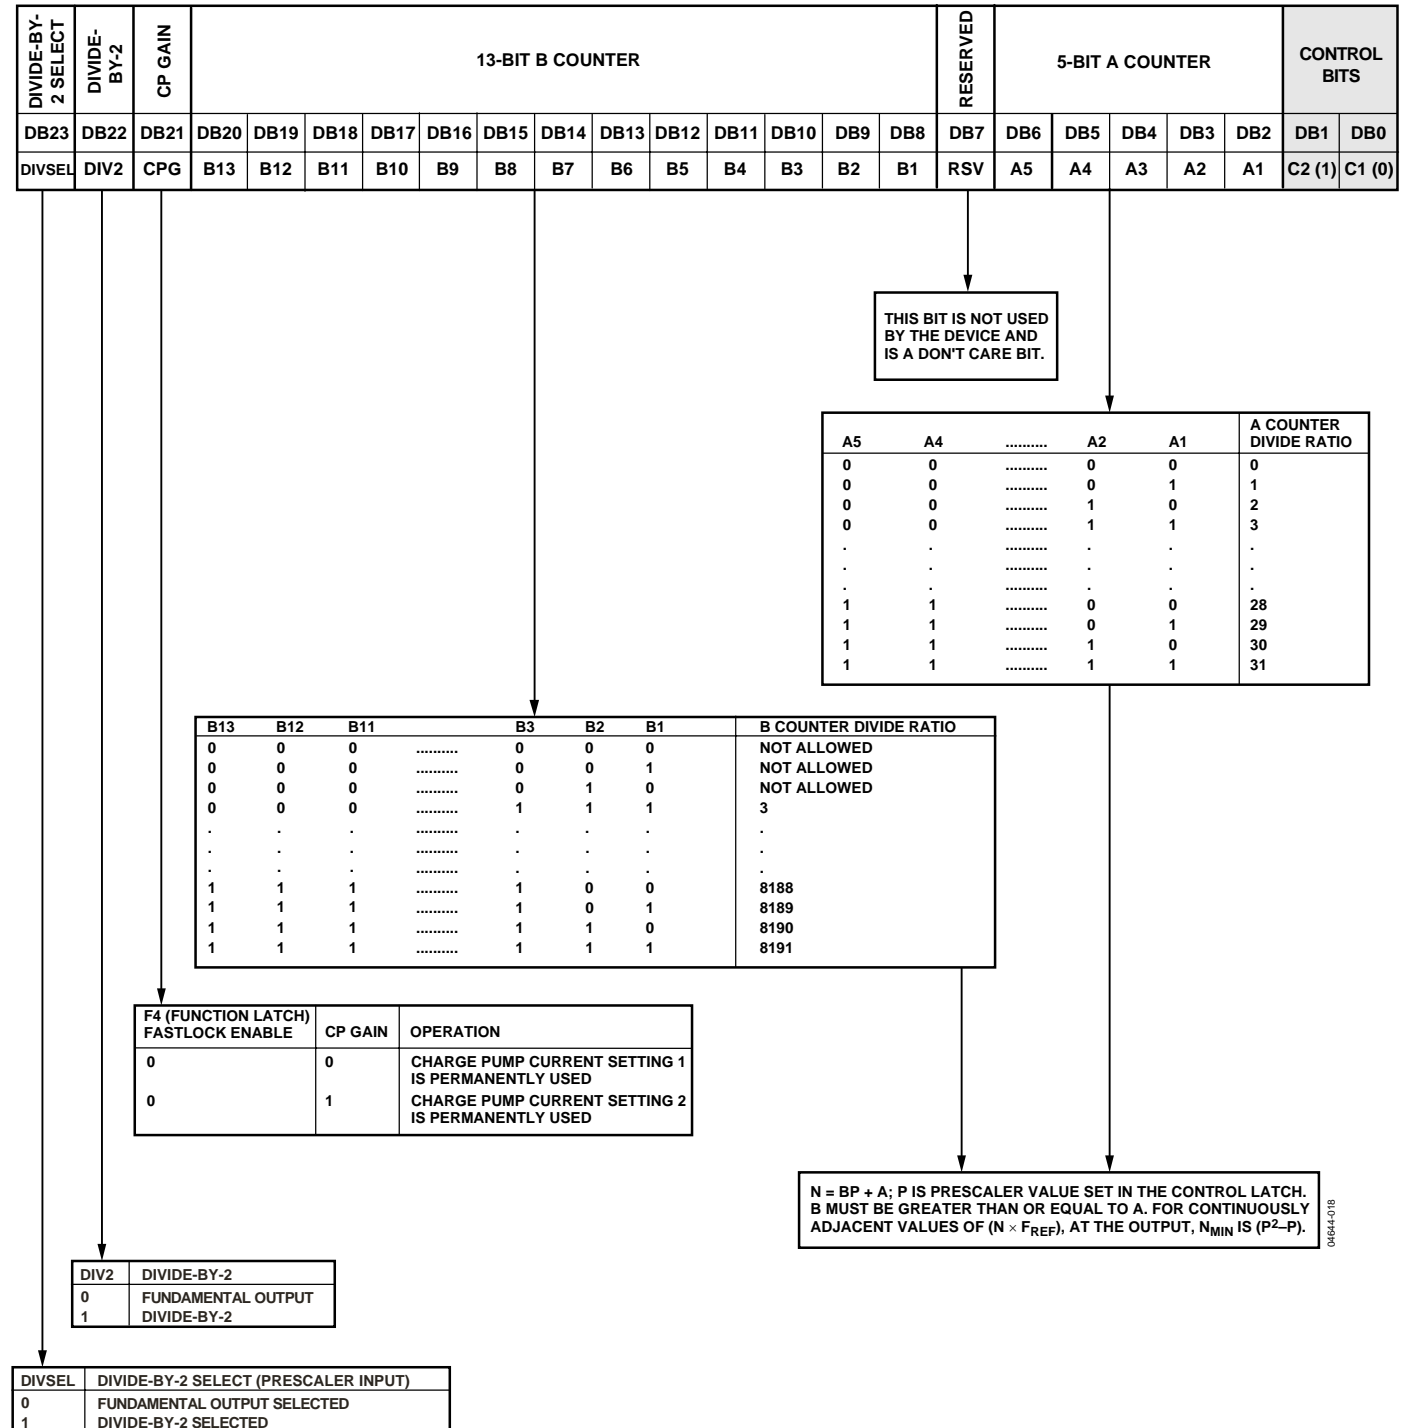 DIVIDE-BY-
2 SELECT
DIVIDE-
BY-2
CP GAIN
13-BIT B COUNTER
RESERVED
5-BIT A COUNTER
CONTROL
BITS
DB23 DB22 DB21 DB20 DB19 DB18 DB17 DB16 DB15 DB14 DB13 DB12 DB11 DB10 DB9 DB8 DB7 DB6 DB5 DB4 DB3 DB2 DB1 DB0
DIVSEL DIV2 CPG B13 B12 B11 B10 B9 B8 B7 B6 B5 B4 B3 B2 B1 RSV A5 A4 A3 A2 A1 C2 (1) C1 (0)
THIS BIT IS NOT USED
BY THE DEVICE AND
IS A DON'T CARE BIT.
A COUNTER
A5 A4 .......... A2 A1 DIVIDE RATIO
0 0 .......... 0 0 0
0 0 .......... 0 1 1
0 0 .......... 1 0 2
0 0 .......... 1 1 3
. . .......... . . .
. . .......... . . .
. . .......... . . .
1 1 .......... 0 0 28
1 1 .......... 0 1 29
1 1 .......... 1 0 30
1 1 .......... 1 1 31
B13 B12 B11 B3 B2 B1 B COUNTER DIVIDE RATIO
0 0 0 .......... 0 0 0 NOT ALLOWED
0 0 0 .......... 0 0 1 NOT ALLOWED
0 0 0 .......... 0 1 0 NOT ALLOWED
0 0 0 .......... 1 1 1 3
. . . .......... . . . .
. . . .......... . . . .
. . . .......... . . . .
1 1 1 .......... 1 0 0 8188
1 1 1 .......... 1 0 1 8189
1 1 1 .......... 1 1 0 8190
1 1 1 .......... 1 1 1 8191
F4 (FUNCTION LATCH)
FASTLOCK ENABLE CP GAIN OPERATION
0 0 CHARGE PUMP CURRENT SETTING 1
IS PERMANENTLY USED
0 1 CHARGE PUMP CURRENT SETTING 2
IS PERMANENTLY USED
N = BP + A; P IS PRESCALER VALUE SET IN THE CONTROL LATCH.
B MUST BE GREATER THAN OR EQUAL TO A. FOR CONTINUOUSLY
ADJACENT VALUES OF (N × FREF), AT THE OUTPUT, NMIN IS (P2–P).
04644-018
DIV2 DIVIDE-BY-2
0 FUNDAMENTAL OUTPUT
1 DIVIDE-BY-2
DIVSEL DIVIDE-BY-2 SELECT (PRESCALER INPUT)
0 FUNDAMENTAL OUTPUT SELECTED
1 DIVIDE-BY-2 SELECTED